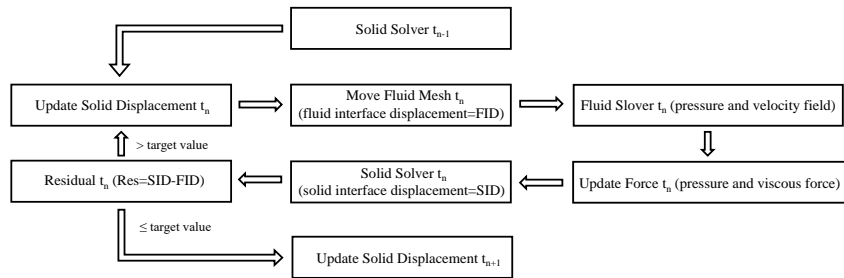 Solid Solver tₙ₋₁
Update Solid Displacement tₙ
Move Fluid Mesh tₙ
(fluid interface displacement=FID)
Fluid Slover tₙ (pressure and velocity field)
> target value
Residual tₙ (Res=SID-FID)
Solid Solver tₙ
(solid interface displacement=SID)
Update Force tₙ (pressure and viscous force)
≤ target value
Update Solid Displacement tₙ₊₁